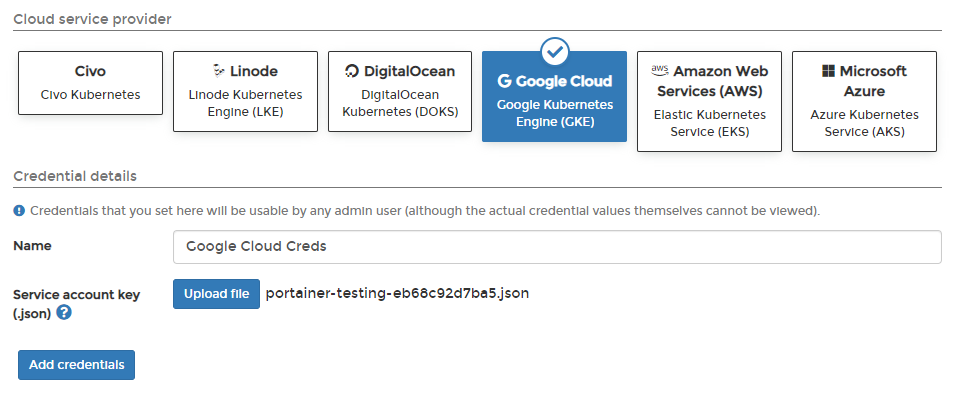 Cloud service provider
Civo
Civo Kubernetes
Linode
Linode Kubernetes
Engine (LKE)
DigitalOcean
DigitalOcean
Kubernetes (DOKS)
Google Cloud
Google Kubernetes
Engine (GKE)
aws Amazon Web
Services (AWS)
Elastic Kubernetes
Service (EKS)
Microsoft
Azure
Azure Kubernetes
Service (AKS)
Credential details
Credentials that you set here will be usable by any admin user (although the actual credential values themselves cannot be viewed).
Name
Google Cloud Creds
Service account key
(.json)
Upload file
portainer-testing-eb68c92d7ba5.json
Add credentials